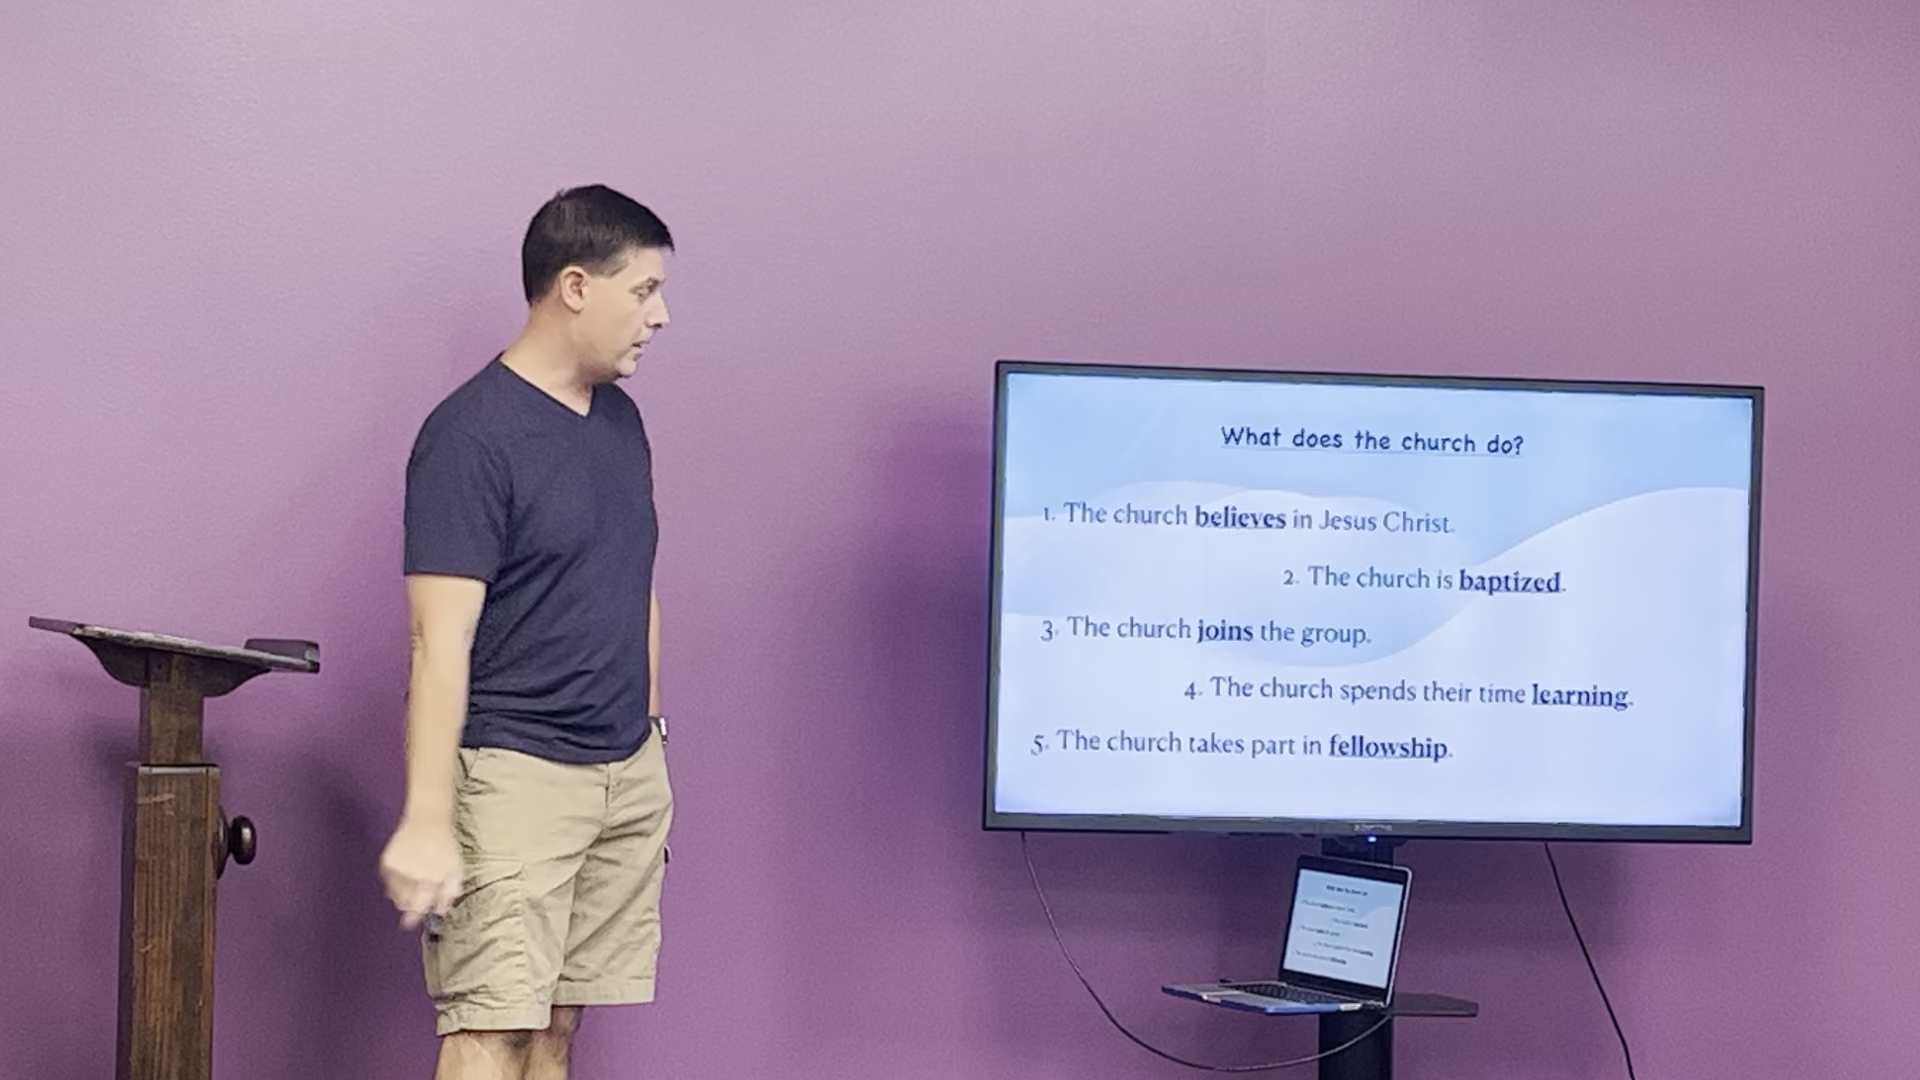 What does the church do?
1. The church believes in Jesus Christ.
2. The church is baptized.
3. The church joins the group.
4. The church spends their time learning.
5. The church takes part in fellowship.